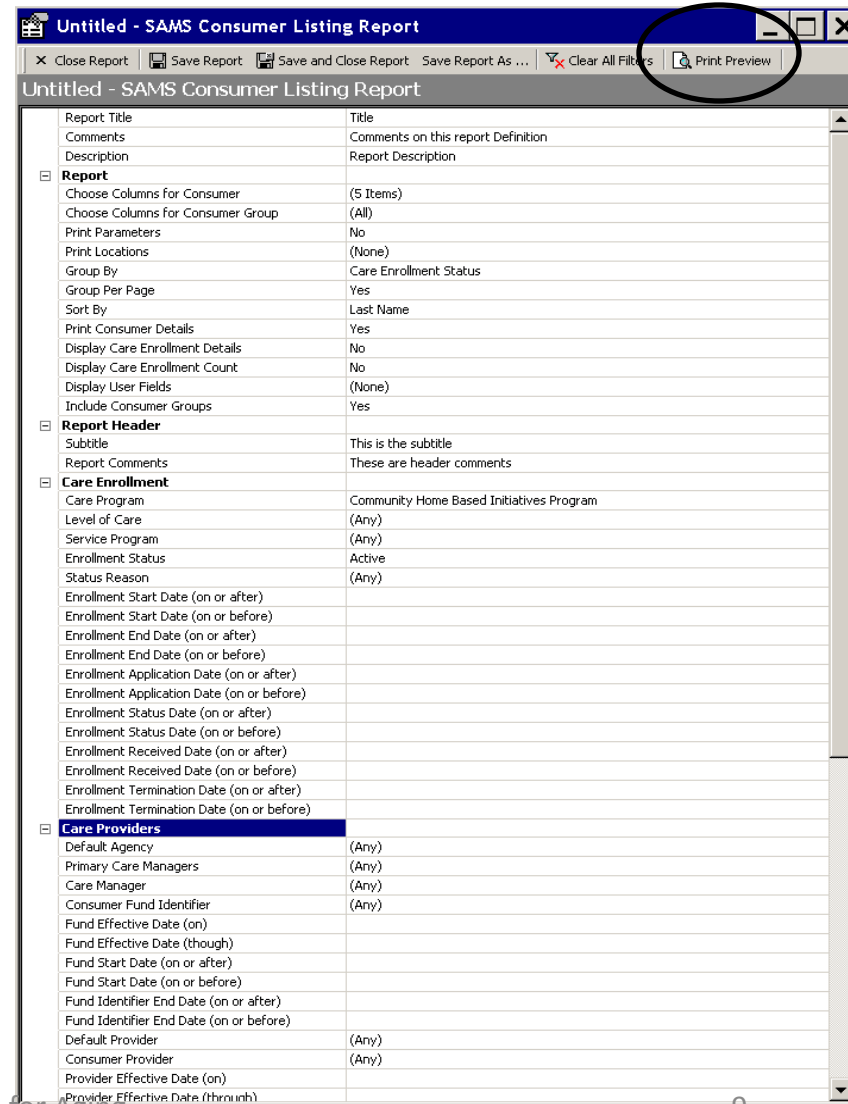 Untitled - SAMS Consumer Listing Report
Close Report Save Report Save and Close Report Save Report As ... Clear All Filters Print Preview
Untitled - SAMS Consumer Listing Report
Report Title Title
Comments Comments on this report Definition
Description Report Description
Report
Choose Columns for Consumer (5 Items)
Choose Columns for Consumer Group (All)
Print Parameters No
Print Locations (None)
Group By Care Enrollment Status
Group Per Page Yes
Sort By Last Name
Print Consumer Details Yes
Display Care Enrollment Details No
Display Care Enrollment Count No
Display User Fields (None)
Include Consumer Groups Yes
Report Header
Subtitle This is the subtitle
Report Comments These are header comments
Care Enrollment
Care Program Community Home Based Initiatives Program
Level of Care (Any)
Service Program (Any)
Enrollment Status Active
Status Reason (Any)
Enrollment Start Date (on or after)
Enrollment Start Date (on or before)
Enrollment End Date (on or after)
Enrollment End Date (on or before)
Enrollment Application Date (on or after)
Enrollment Application Date (on or before)
Enrollment Status Date (on or after)
Enrollment Status Date (on or before)
Enrollment Received Date (on or after)
Enrollment Received Date (on or before)
Enrollment Termination Date (on or after)
Enrollment Termination Date (on or before)
Care Providers
Default Agency (Any)
Primary Care Managers (Any)
Care Manager (Any)
Consumer Fund Identifier (Any)
Fund Effective Date (on)
Fund Effective Date (though)
Fund Start Date (on or after)
Fund Start Date (on or before)
Fund Identifier End Date (on or after)
Fund Identifier End Date (on or before)
Default Provider (Any)
Consumer Provider (Any)
Provider Effective Date (on)
Provider Effective Date (through)